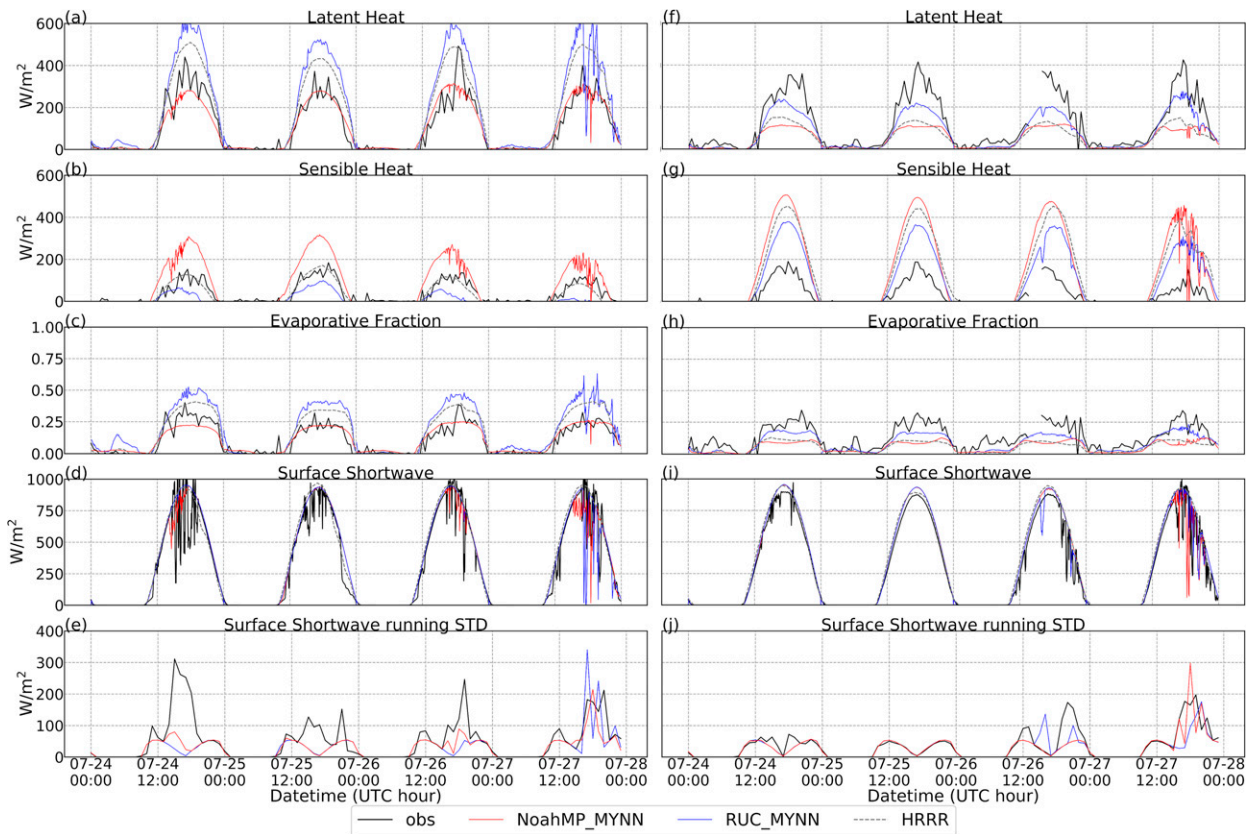 (a) Latent Heat
W/m²
600
400
200
0
(b) Sensible Heat
W/m²
600
400
200
0
(c) Evaporative Fraction
1.00
0.75
0.50
0.25
0.00
(d) Surface Shortwave
W/m²
1000
750
500
250
0
(e) Surface Shortwave running STD
W/m²
400
300
200
100
0
07-24 07-24 07-25 07-25 07-26 07-26 07-27 07-27 07-28
00:00 12:00 00:00 12:00 00:00 12:00 00:00 12:00 00:00
Datetime (UTC hour)
(f) Latent Heat
(g) Sensible Heat
(h) Evaporative Fraction
(i) Surface Shortwave
(j) Surface Shortwave running STD
07-24 07-24 07-25 07-25 07-26 07-26 07-27 07-27 07-28
00:00 12:00 00:00 12:00 00:00 12:00 00:00 12:00 00:00
Datetime (UTC hour)
obs NoahMP_MYNN RUC_MYNN HRRR